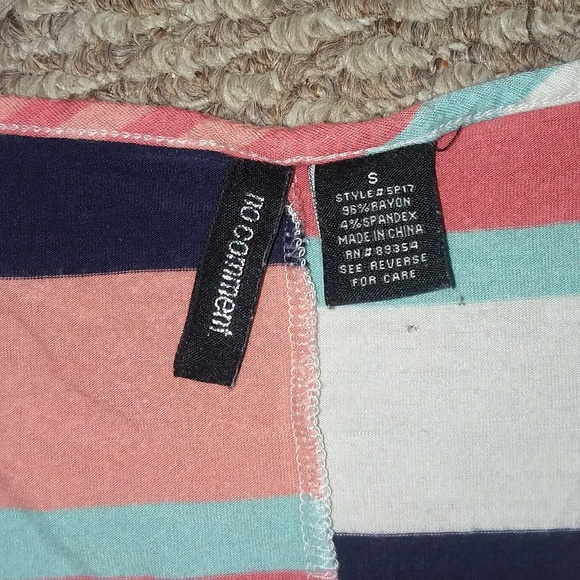 no comment
S
STYLE# 5P17
96% RAYON
4% SPANDEX
MADE IN CHINA
RN # 89354
SEE REVERSE
FOR CARE